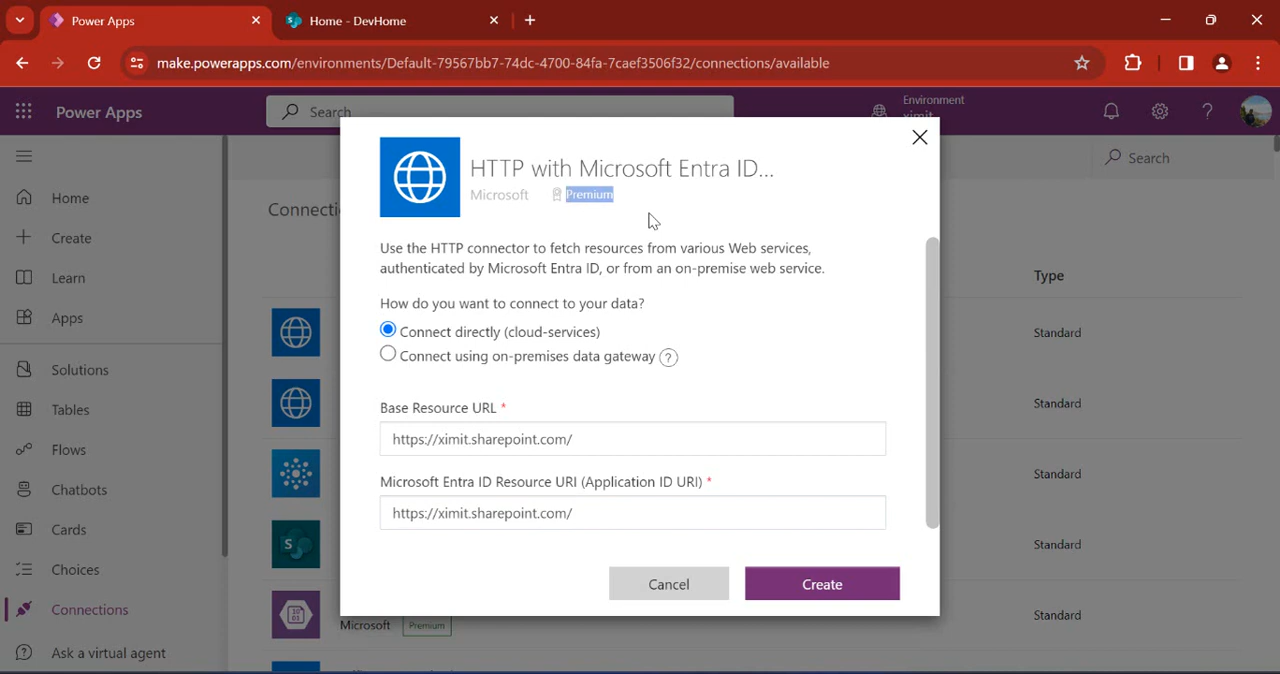 Power Apps
Home - DevHome
make.powerapps.com/environments/Default-79567bb7-74dc-4700-84fa-7caef3506f32/connections/available
Power Apps
Search
Environment
ximit
Search
Home
Create
Learn
Apps
Solutions
Tables
Flows
Chatbots
Cards
Choices
Connections
Ask a virtual agent
Connecti
Type
Standard
Standard
Standard
Standard
Standard
Microsoft Premium
HTTP with Microsoft Entra ID...
Microsoft Premium
Use the HTTP connector to fetch resources from various Web services,
authenticated by Microsoft Entra ID, or from an on-premise web service.
How do you want to connect to your data?
Connect directly (cloud-services)
Connect using on-premises data gateway ?
Base Resource URL *
https://ximit.sharepoint.com/
Microsoft Entra ID Resource URI (Application ID URI) *
https://ximit.sharepoint.com/
Cancel
Create